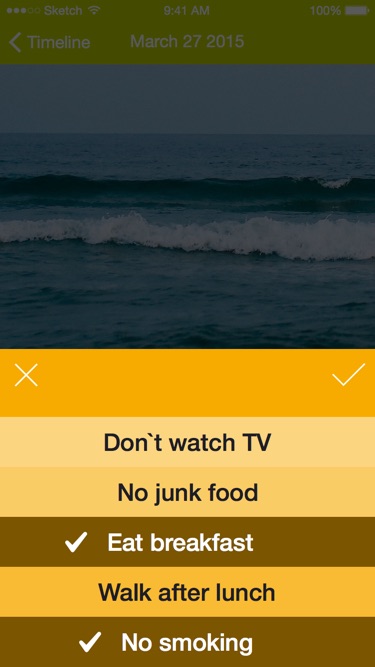 Sketch 9:41 AM 100%
Timeline March 27 2015
Don`t watch TV
No junk food
Eat breakfast
Walk after lunch
No smoking